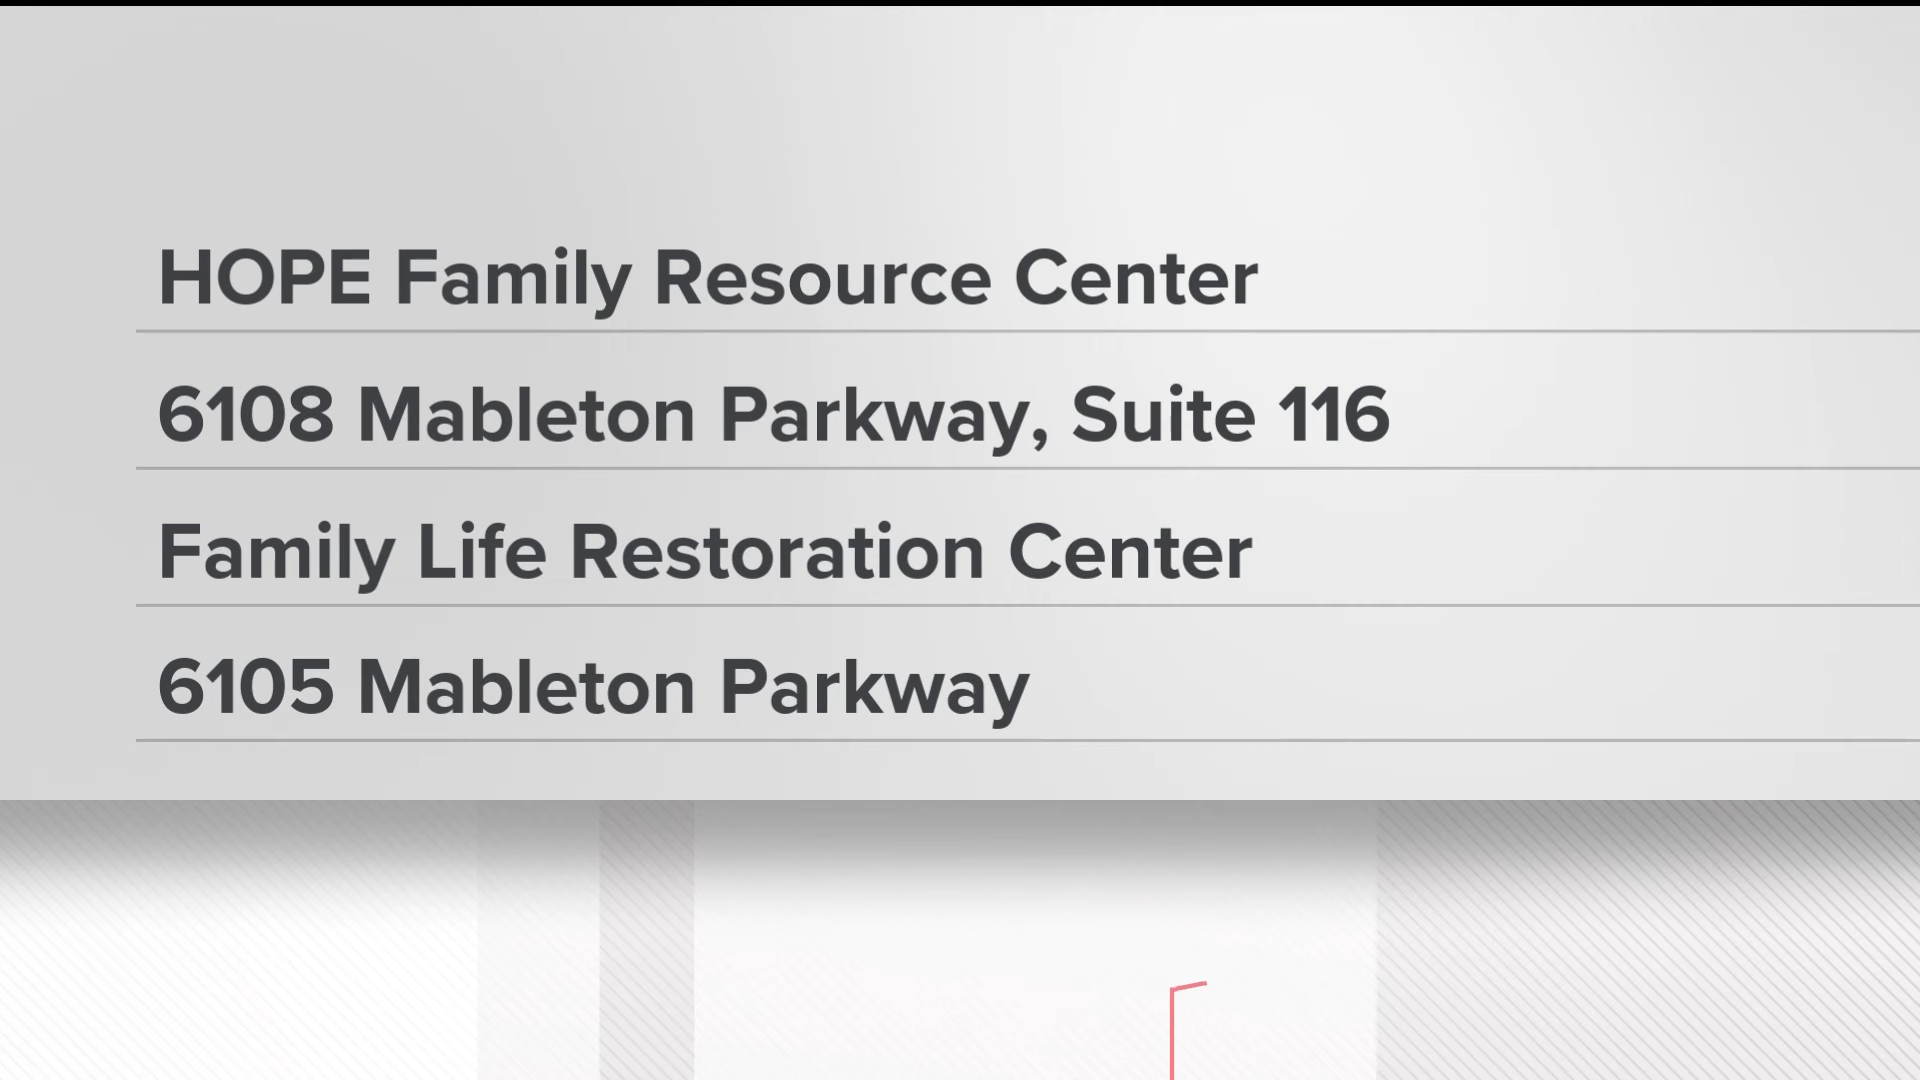 HOPE Family Resource Center
6108 Mableton Parkway, Suite 116
Family Life Restoration Center
6105 Mableton Parkway